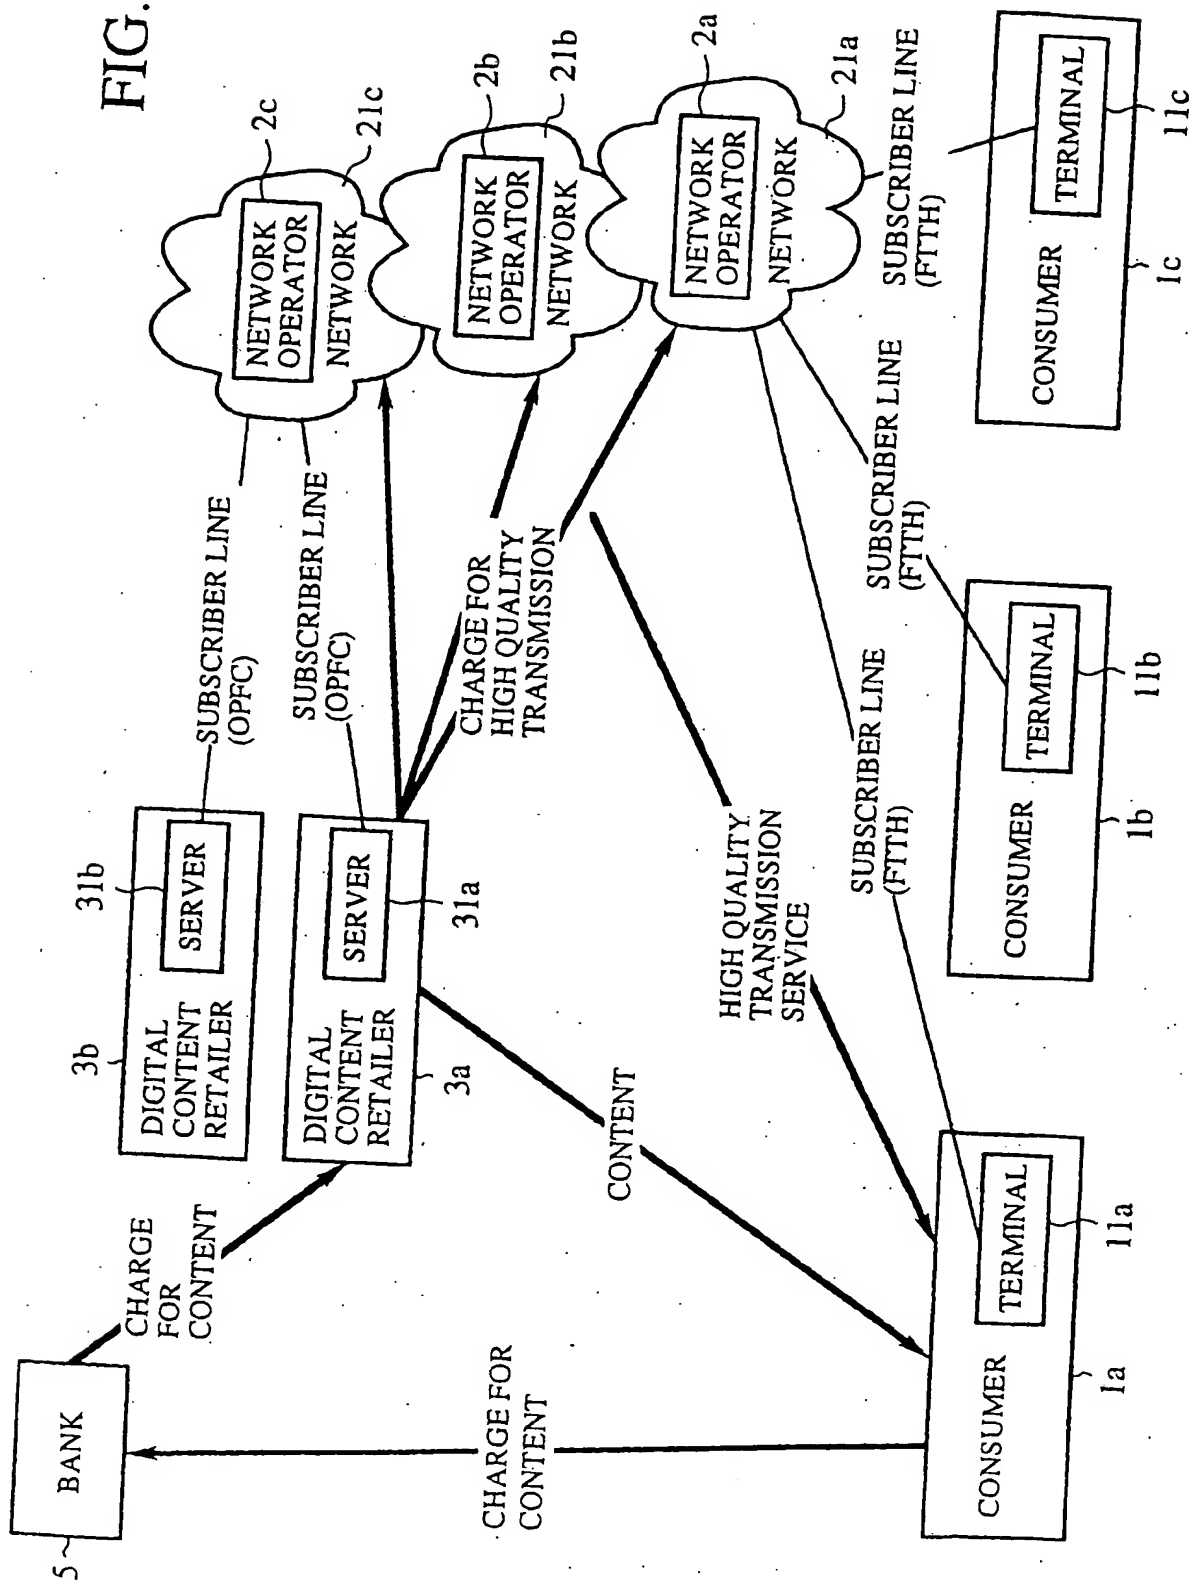 FIG.
BANK
5
CHARGE
FOR
CONTENT
CHARGE FOR
CONTENT
3b
DIGITAL
CONTENT
RETAILER
31b
SERVER
SUBSCRIBER LINE
(OPFC)
DIGITAL
CONTENT
RETAILER
3a
SERVER
31a
SUBSCRIBER LINE
(OPFC)
NETWORK
OPERATOR
NETWORK
2c
21c
NETWORK
OPERATOR
NETWORK
2b
21b
NETWORK
OPERATOR
NETWORK
2a
21a
CHARGE FOR
HIGH QUALITY
TRANSMISSION
CONTENT
HIGH QUALITY
TRANSMISSION
SERVICE
SUBSCRIBER LINE
(FTTH)
SUBSCRIBER LINE
(FTTH)
SUBSCRIBER LINE
(FTTH)
CONSUMER
TERMINAL
1a
11a
CONSUMER
TERMINAL
1b
11b
CONSUMER
TERMINAL
1c
11c